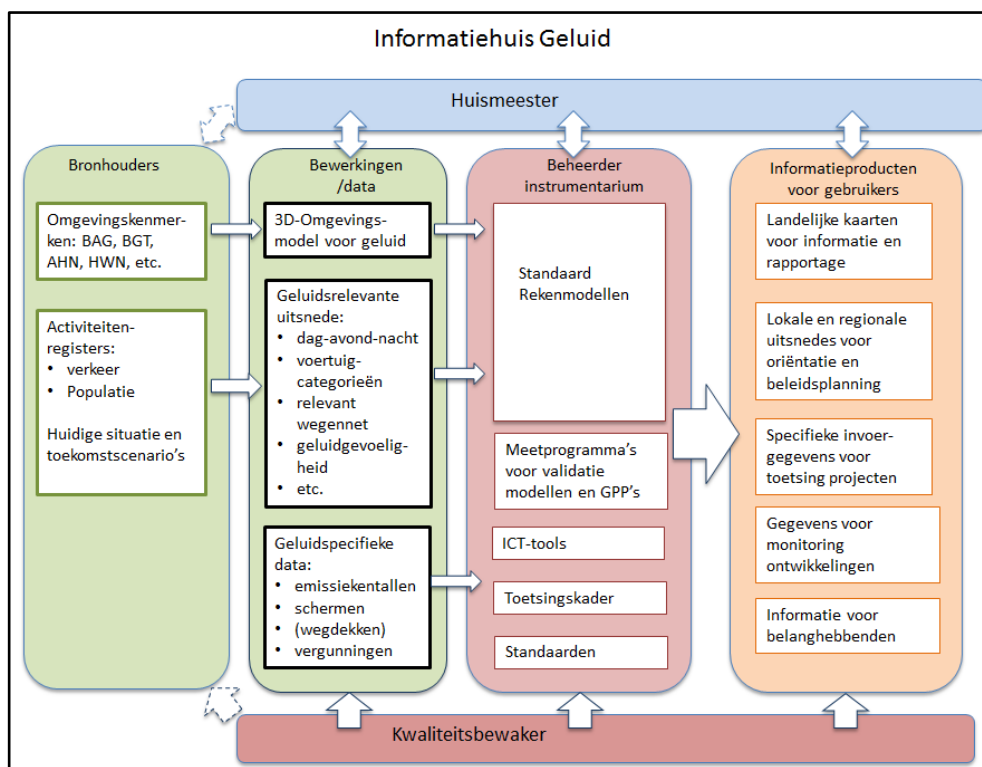 Informatiehuis Geluid
Huismeester
Bronhouders
Omgevingskenmer-
ken: BAG, BGT,
AHN, HWN, etc.
Activiteiten-
registers:
• verkeer
• Populatie
Huidige situatie en
toekomstscenario's
Bewerkingen
/data
3D-Omgevings-
model voor geluid
Geluidsrelevante
uitsnede:
• dag-avond-nacht
• voertuig-
categorieën
• relevant
wegennet
• geluidgevoelig-
heid
• etc.
Geluidspecifieke
data:
• emissiekentallen
• schermen
• (wegdekken)
• vergunningen
Beheerder
instrumentarium
Standaard
Rekenmodellen
Meetprogramma's
voor validatie
modellen en GPP's
ICT-tools
Toetsingskader
Standaarden
Informatieproducten
voor gebruikers
Landelijke kaarten
voor informatie en
rapportage
Lokale en regionale
uitsnedes voor
oriëntatie en
beleidsplanning
Specifieke invoer-
gegevens voor
toetsing projecten
Gegevens voor
monitoring
ontwikkelingen
Informatie voor
belanghebbenden
Kwaliteitsbewaker